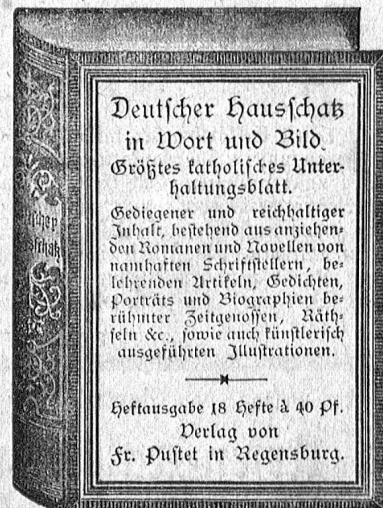 Deutscher Hausschatz
in Wort und Bild.
Größtes katholisches Unter-
haltungsblatt.
Gediegener und reichhaltiger
Inhalt, bestehend aus anziehen-
den Romanen und Novellen von
namhaften Schriftstellern, be-
lehrenden Artikeln, Gedichten,
Porträts und Biographien be-
rühmter Zeitgenossen, Räth-
seln &c., sowie auch künstlerisch
ausgeführten Illustrationen.
Heftausgabe 18 Hefte à 40 Pf.
Verlag von
Fr. Pustet in Regensburg.